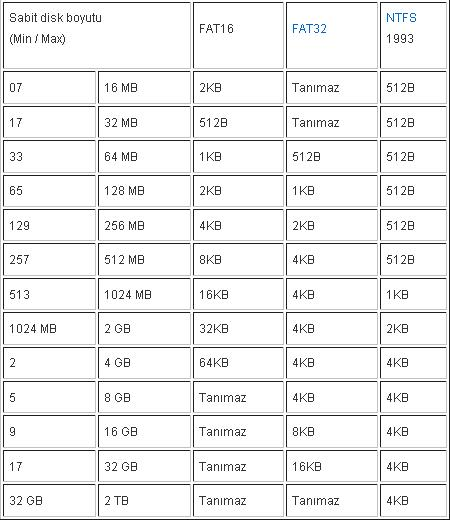 Sabit disk boyutu
(Min / Max) FAT16 FAT32 NTFS
1993
07 16 MB 2KB Tanımaz 512B
17 32 MB 512B Tanımaz 512B
33 64 MB 1KB 512B 512B
65 128 MB 2KB 1KB 512B
129 256 MB 4KB 2KB 512B
257 512 MB 8KB 4KB 512B
513 1024 MB 16KB 4KB 1KB
1024 MB 2 GB 32KB 4KB 2KB
2 4 GB 64KB 4KB 4KB
5 8 GB Tanımaz 4KB 4KB
9 16 GB Tanımaz 8KB 4KB
17 32 GB Tanımaz 16KB 4KB
32 GB 2 TB Tanımaz Tanımaz 4KB